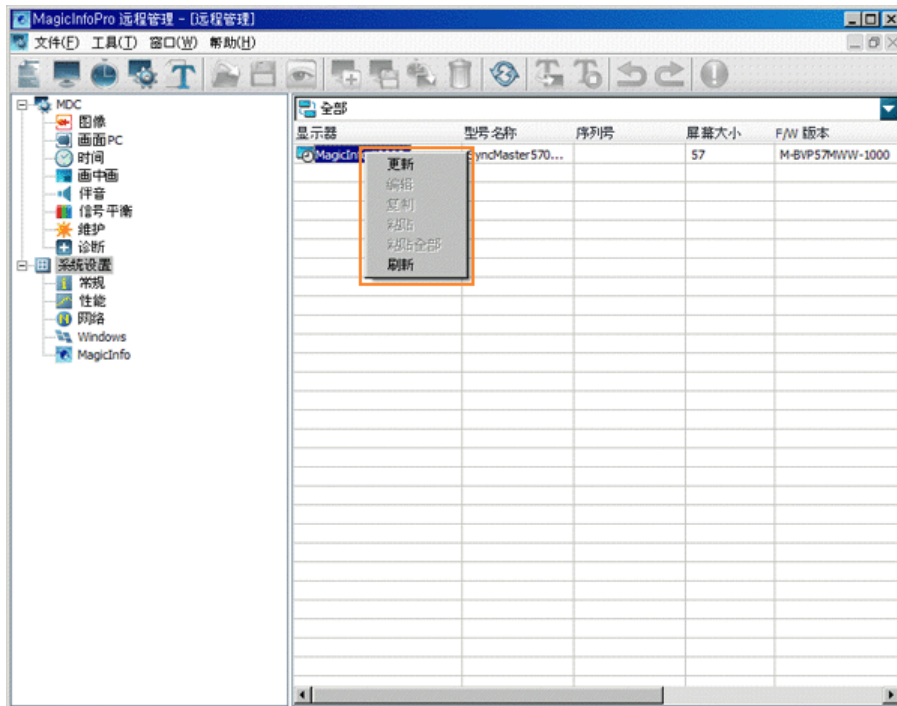 MagicInfoPro 远程管理 - [远程管理]
文件(F) 工具(T) 窗口(W) 帮助(H)
MDC
图像
画面PC
时间
画中画
伴音
信号平衡
维护
诊断
系统设置
常规
性能
网络
Windows
MagicInfo
全部
显示器 型号名称 序列号 屏幕大小 F/W 版本
57 M-BVP57MWW-1000
更新
编辑
复制
粘贴
粘贴全部
刷新